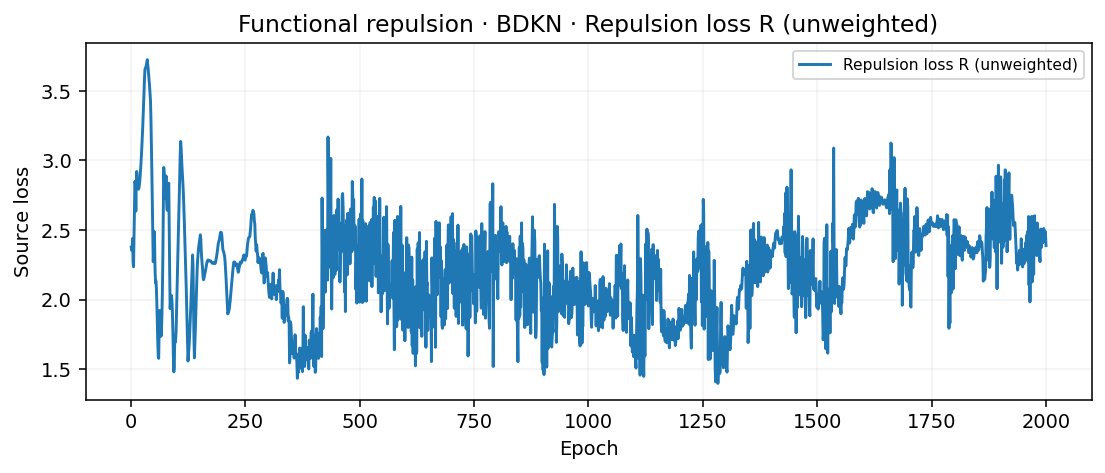 Functional repulsion · BDKN · Repulsion loss R (unweighted)
Repulsion loss R (unweighted)
Source loss
3.5
3.0
2.5
2.0
1.5
0 250 500 750 1000 1250 1500 1750 2000
Epoch